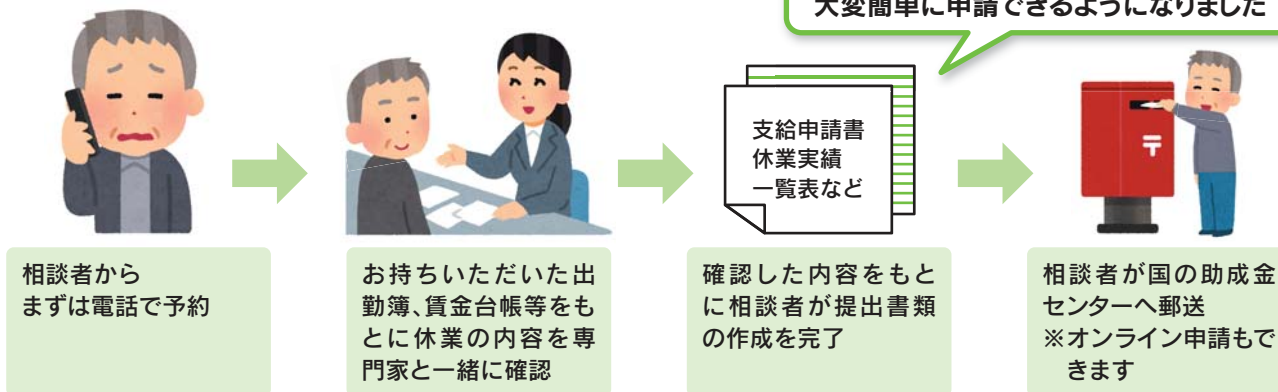 大変簡単に申請できるようになりました
支給申請書
休業実績
一覧表など
相談者から
まずは電話で予約
お持ちいただいた出
勤簿、賃金台帳等をも
とに休業の内容を専
門家と一緒に確認
確認した内容をもと
に相談者が提出書類
の作成を完了
相談者が国の助成金
センターへ郵送
※オンライン申請もで
きます